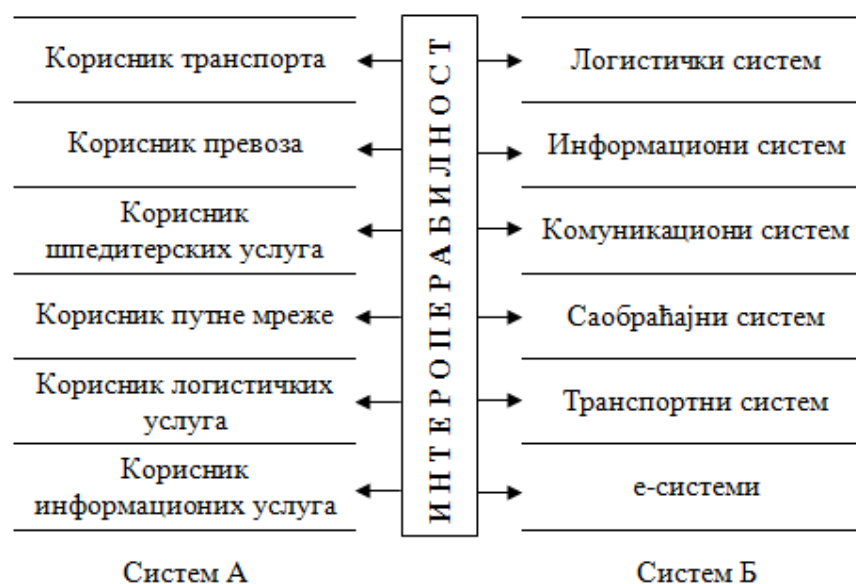 Корисник транспорта
Корисник превоза
Корисник
шпедитерских услуга
Корисник путне мреже
Корисник логистичких
услуга
Корисник
информационих услуга
Систем А
ИНТЕРОПЕРАБИЛНОСТ
Логистички систем
Информациони систем
Комуникациони систем
Саобраћајни систем
Транспортни систем
е-системи
Систем Б